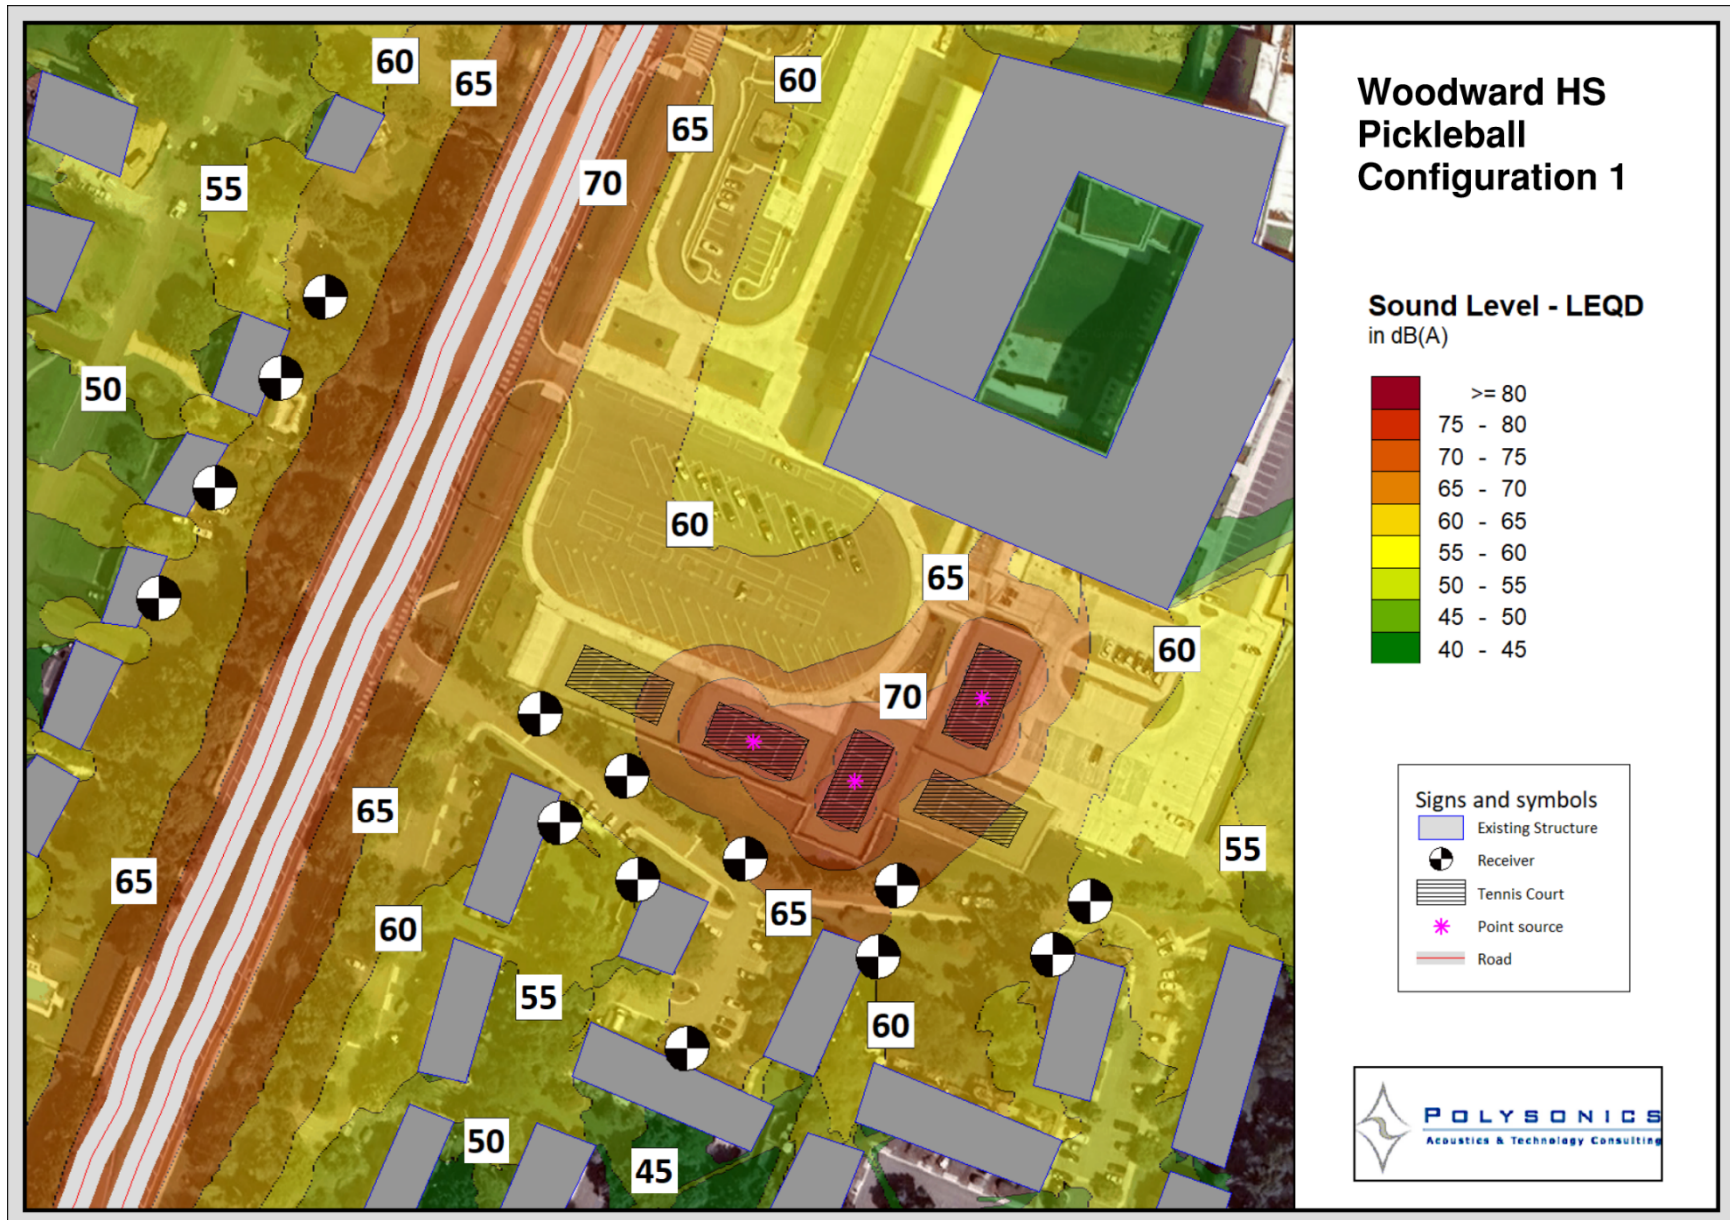 60
65
60
65
70
55
50
60
65
60
70
65
65
60
55
65
55
60
50
45
Woodward HS
Pickleball
Configuration 1
Sound Level - LEQD
in dB(A)
>= 80
75 - 80
70 - 75
65 - 70
60 - 65
55 - 60
50 - 55
45 - 50
40 - 45
Signs and symbols
Existing Structure
Receiver
Tennis Court
Point source
Road
POLYSONICS
Acoustics & Technology Consulting